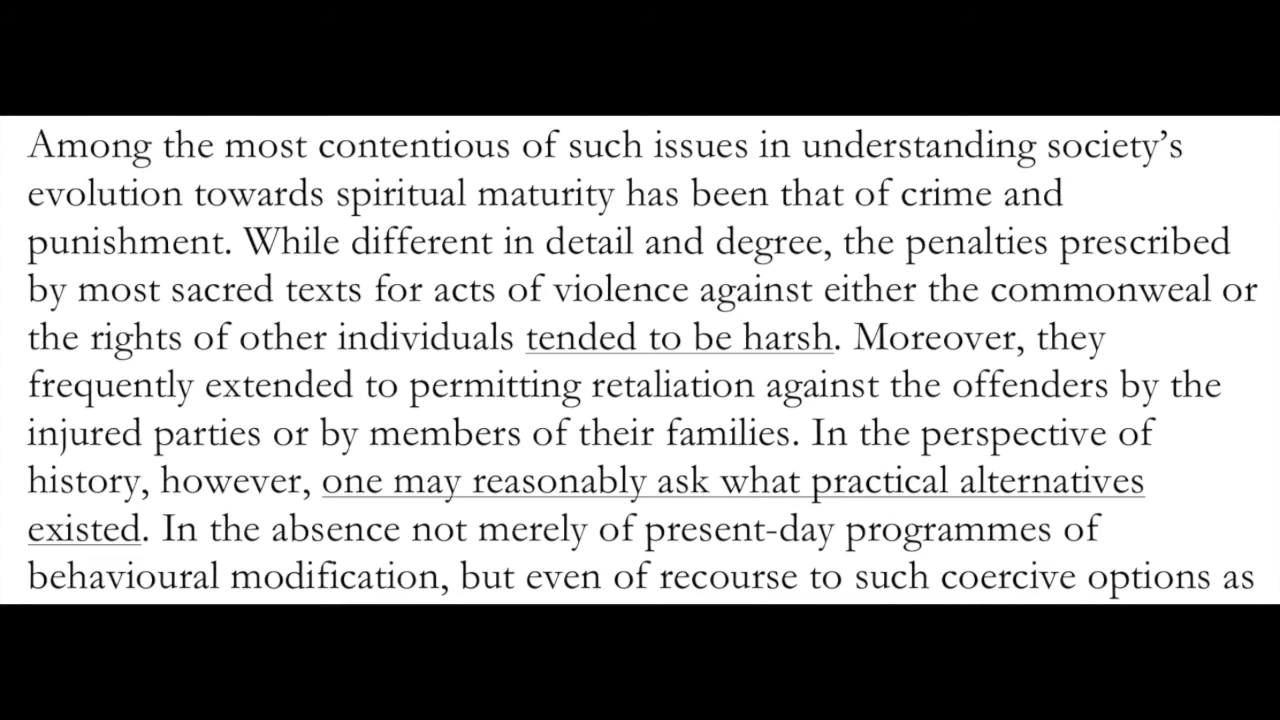 Among the most contentious of such issues in understanding society’s
evolution towards spiritual maturity has been that of crime and
punishment. While different in detail and degree, the penalties prescribed
by most sacred texts for acts of violence against either the commonweal or
the rights of other individuals tended to be harsh. Moreover, they
frequently extended to permitting retaliation against the offenders by the
injured parties or by members of their families. In the perspective of
history, however, one may reasonably ask what practical alternatives
existed. In the absence not merely of present-day programmes of
behavioural modification, but even of recourse to such coercive options as